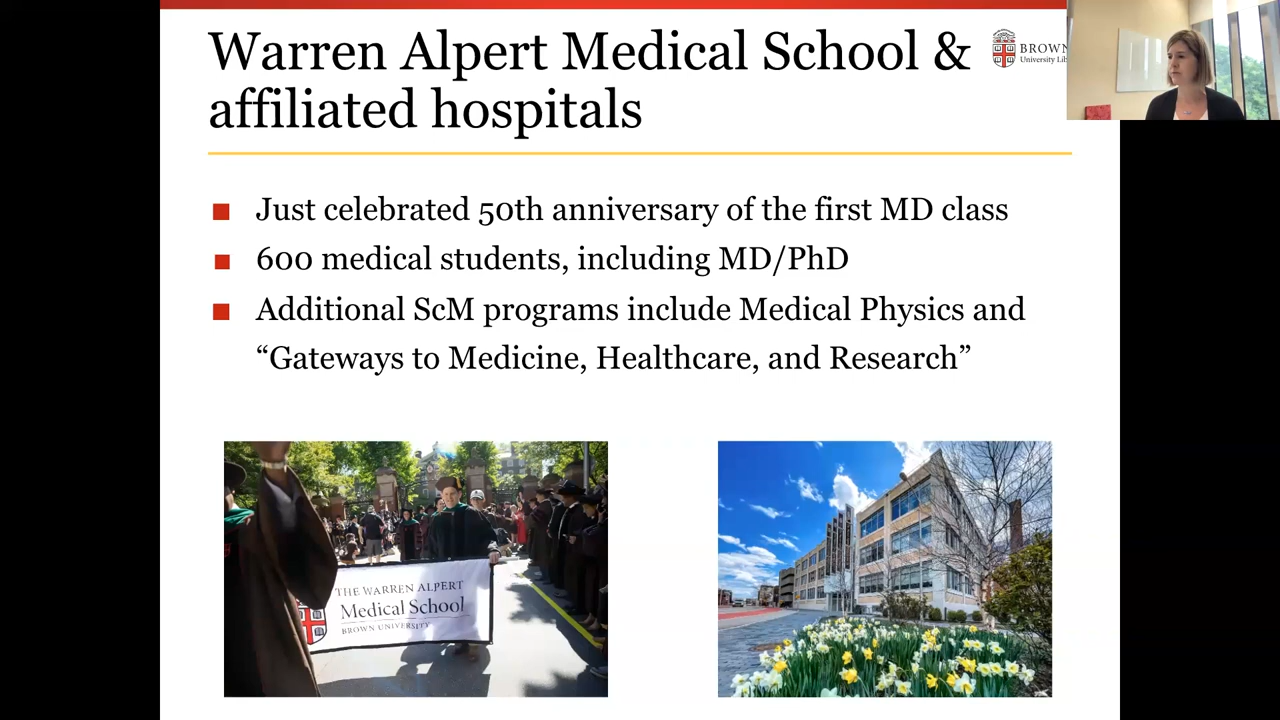 Warren Alpert Medical School &
affiliated hospitals
BROWN
University Lib
Just celebrated 50th anniversary of the first MD class
600 medical students, including MD/PhD
Additional ScM programs include Medical Physics and
“Gateways to Medicine, Healthcare, and Research”
THE WARREN ALPERT
Medical School
BROWN UNIVERSITY